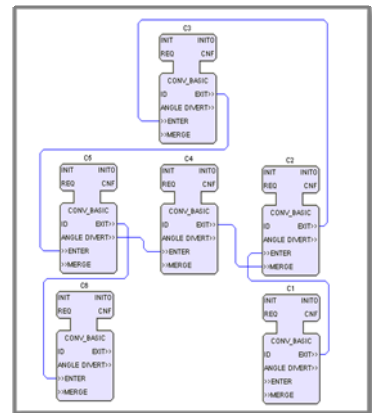 C3
INIT INITO
REQ CNF
CONV_BASIC
ID EXIT>>
ANGLE DIVERT>>
>>ENTER
>>MERGE
C5
INIT INITO
REQ CNF
CONV_BASIC
ID EXIT>>
ANGLE DIVERT>>
>>ENTER
>>MERGE
C4
INIT INITO
REQ CNF
CONV_BASIC
ID EXIT>>
ANGLE DIVERT>>
>>ENTER
>>MERGE
C2
INIT INITO
REQ CNF
CONV_BASIC
ID EXIT>>
ANGLE DIVERT>>
>>ENTER
>>MERGE
C6
INIT INITO
REQ CNF
CONV_BASIC
ID EXIT>>
ANGLE DIVERT>>
>>ENTER
>>MERGE
C1
INIT INITO
REQ CNF
CONV_BASIC
ID EXIT>>
ANGLE DIVERT>>
>>ENTER
>>MERGE